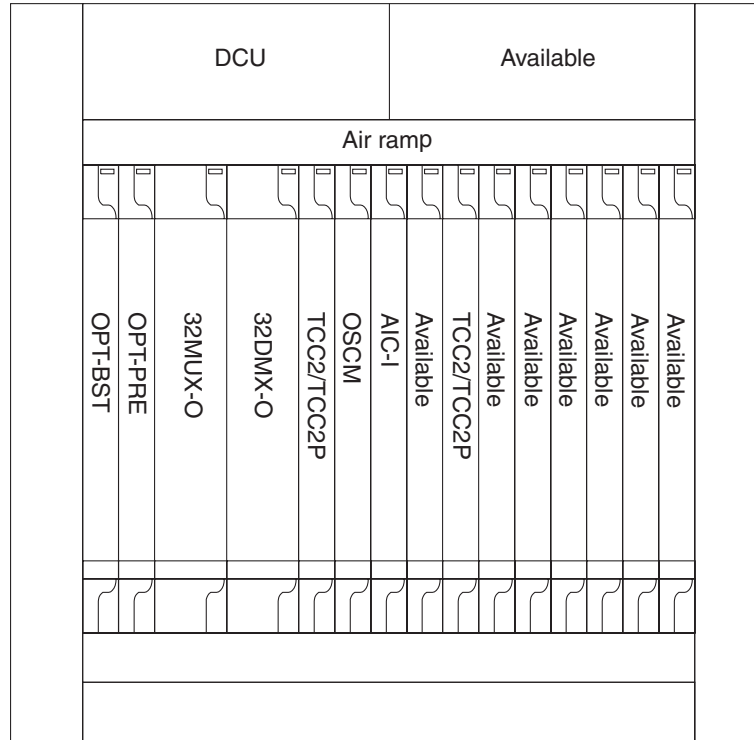 DCU
Available
Air ramp
OPT-BST
OPT-PRE
32MUX-O
32DMX-O
TCC2/TCC2P
OSCM
AIC-I
Available
TCC2/TCC2P
Available
Available
Available
Available
Available
Available